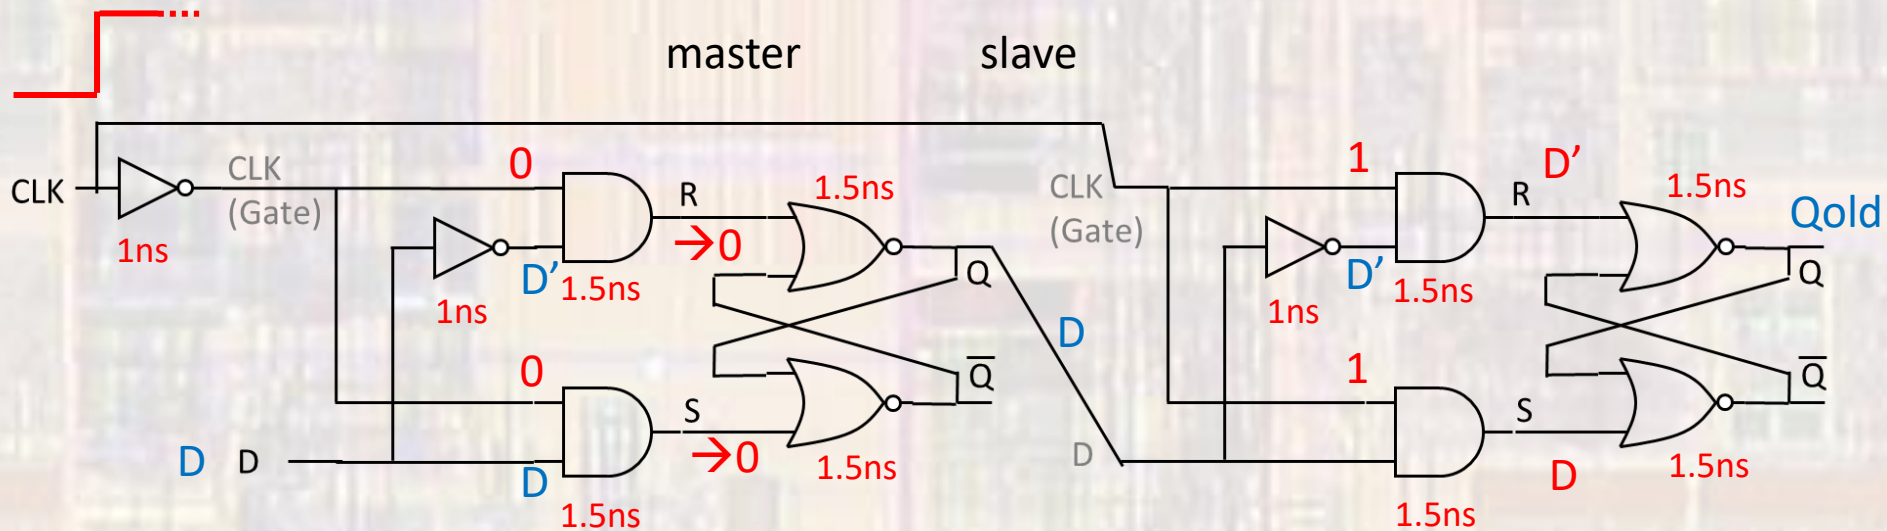 master
slave
CLK
1ns
CLK
(Gate)
0
D'
1ns
1.5ns
R
→0
1.5ns
Q
0
D
D
D
1.5ns
S
→0
1.5ns
Q
D
CLK
(Gate)
D
1
D'
1ns
1.5ns
R
D'
1.5ns
Qold
Q
1
1.5ns
S
D
1.5ns
Q